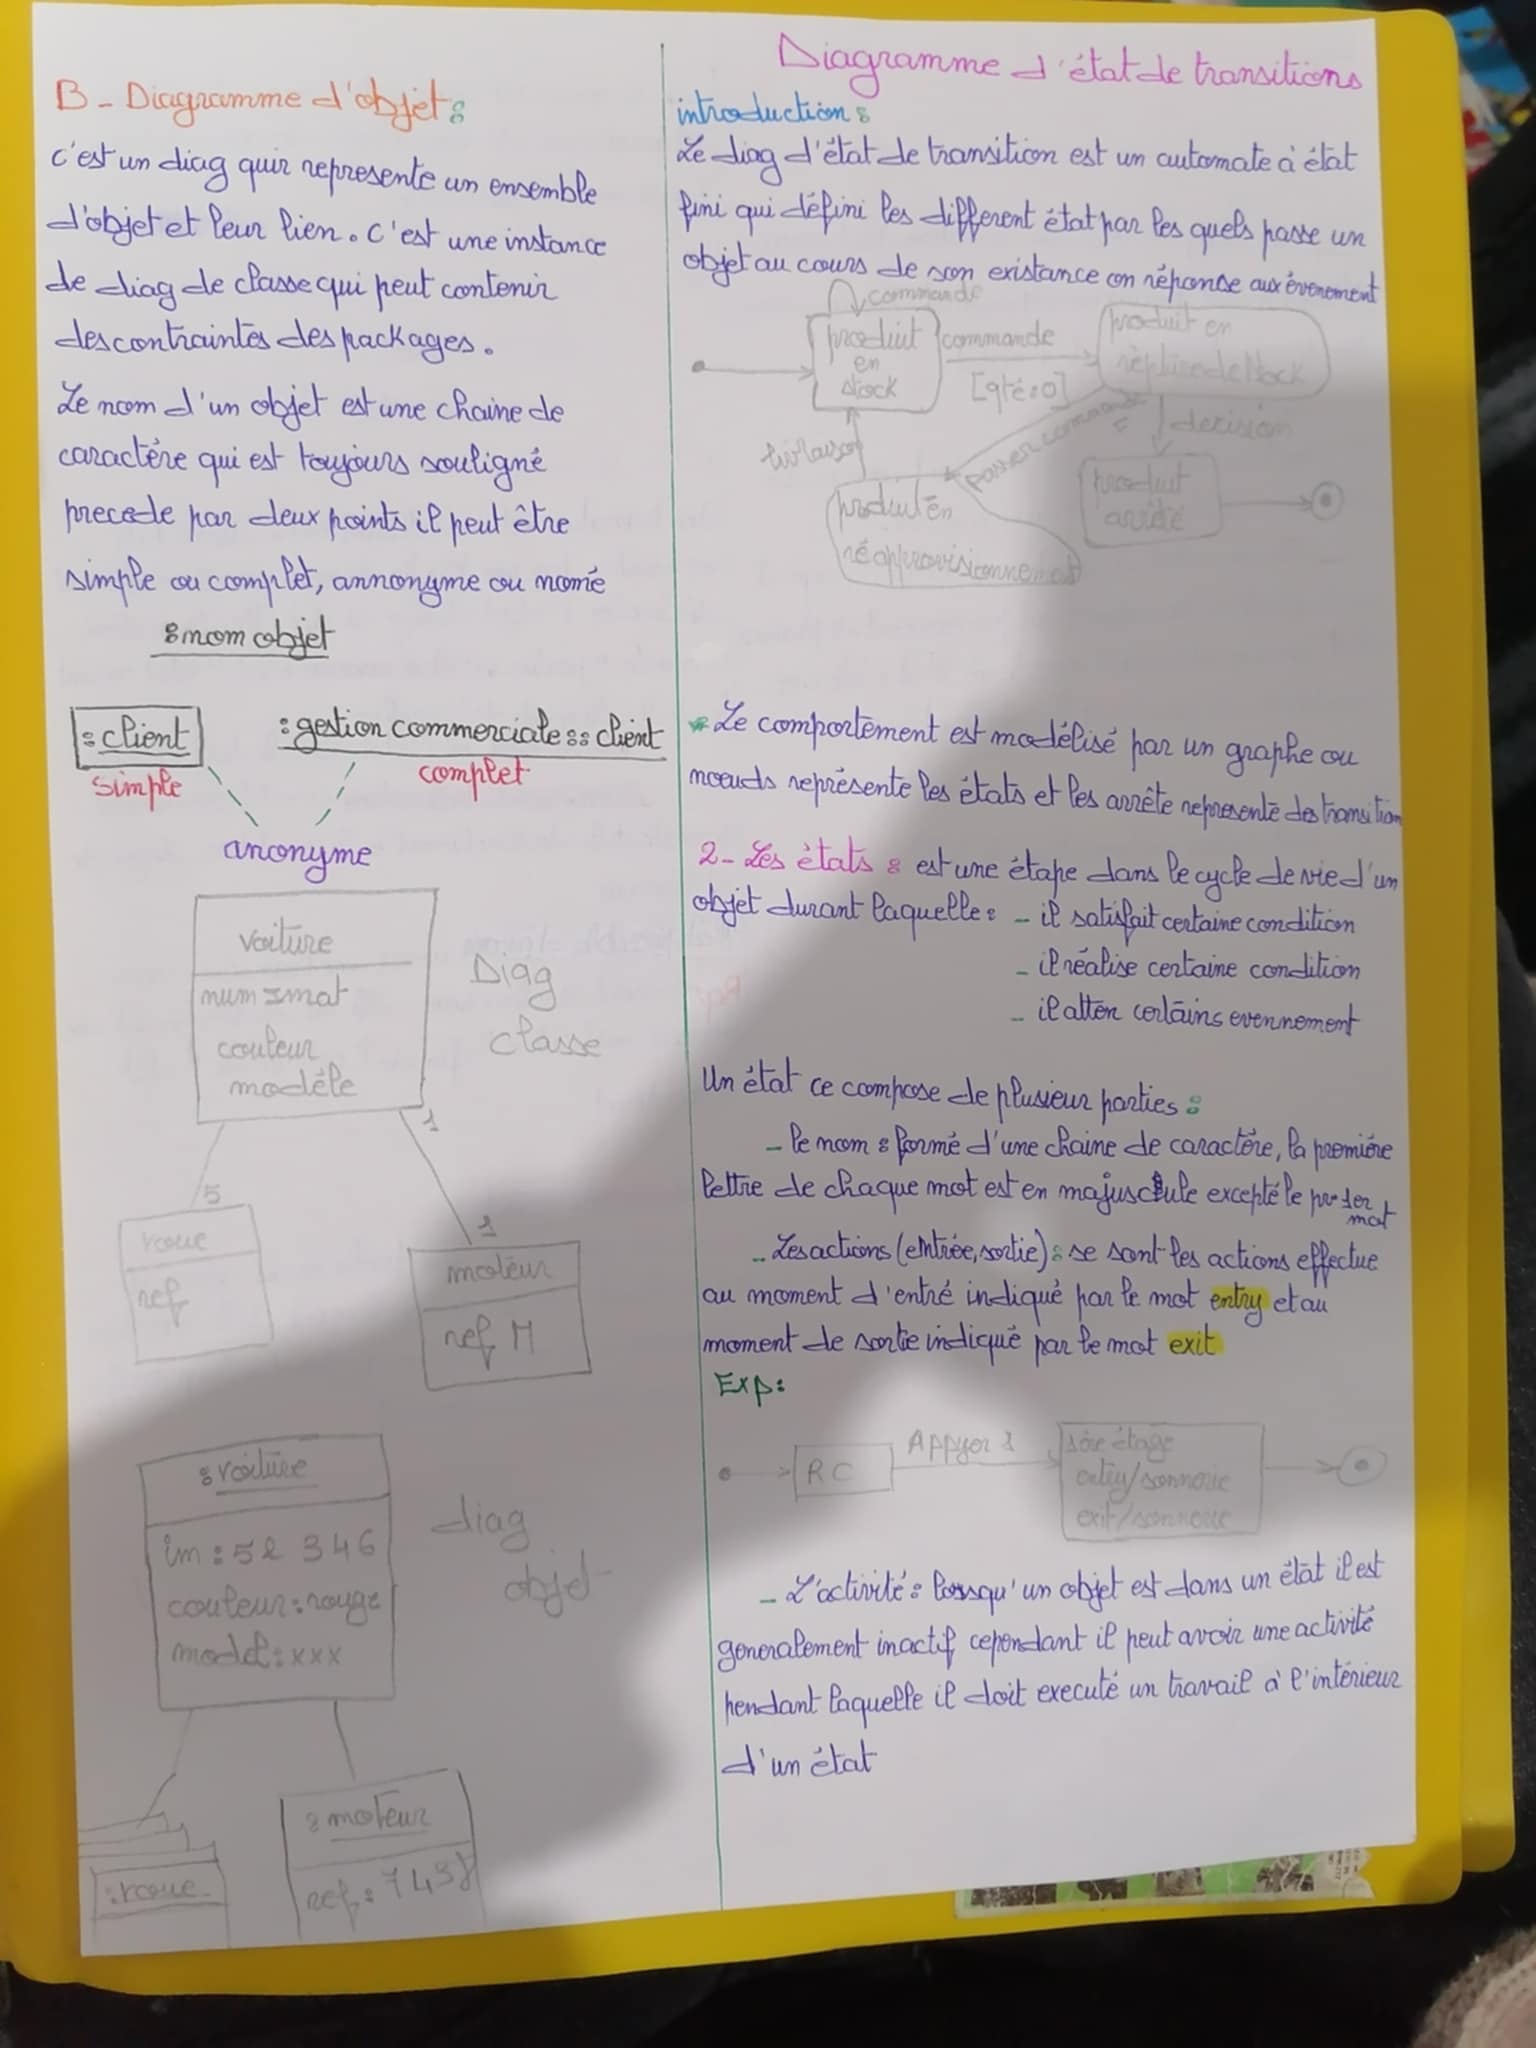 B - Diagramme d'objet :
c'est un diag quir represente un ensemble
d'objet et leur lien. c'est une instance
de diag de classe qui peut contenir
des contraintes des packages.
Le nom d'un objet est une chaine de
caractère qui est toujours souligné
precede par deux points il peut être
simple ou complet, annonyme ou nomé
: nom objet
: client
: gestion commerciale :: client
simple
complet
anonyme
voiture
num imat
couleur
modèle
Diag
classe
1
5
1
roue
ref
moteur
ref M
: voiture
im : 52 346
couleur : rouge
model : xxx
diag
objet
: roue
: moteur
ref : 7458
Diagramme d'état de transitions
introduction :
Le diag d'état de transition est un automate à état
fini qui défini les different état par les quels passe un
objet au cours de son existance en réponse aux évenement
commande
produit
en
stock
commande
[qté=0]
produit en
livraison
passer commande
decision
produit
arrêté
produit en
réapprovisionnement
* Le comportement est modélisé par un graphe ou
nœuds représente les états et les arrête represente des transition
2 - Les états : est une étape dans le cycle de vie d'un
objet durant laquelle : - il satisfait certaine condition
- il réalise certaine condition
- il atten certains evennement
Un état ce compose de plusieur parties :
- le nom : formé d'une chaine de caractère, la première
lettre de chaque mot est en majuscule excepté le premier
mot
- Les actions (entrée, sortie) : se sont les actions effectue
au moment d'entré indiqué par le mot entry et au
moment de sortie indiqué par le mot exit
Exp :
RC
Appyer 1
1ère étage
entry/sonnerie
exit/sonnerie
- L'activité : lorsqu'un objet est dans un état il est
generalement inactif cependant il peut avoir une activité
pendant laquelle il doit executé un travail à l'intérieur
d'un état